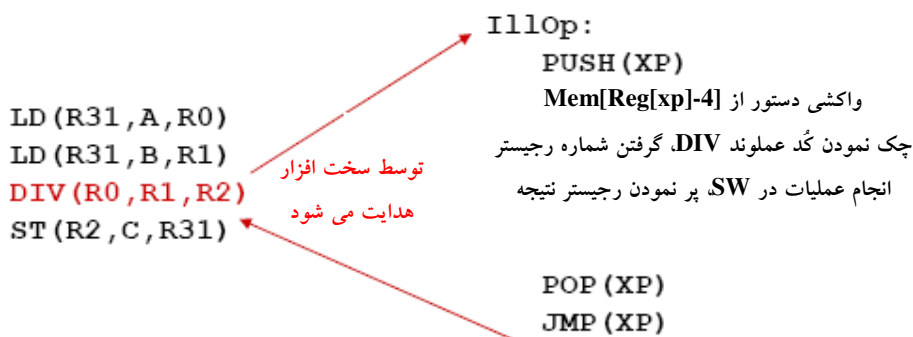 IllOp:
PUSH(XP)
واکشی دستور از Mem[Reg[xp]-4]
چک نمودن کُد عملوند DIV، گرفتن شماره رجیستر
انجام عملیات در SW، پر نمودن رجیستر نتیجه
LD(R31,A,R0)
LD(R31,B,R1)
DIV(R0,R1,R2)
ST(R2,C,R31)
توسط سخت افزار
هدایت می شود
POP(XP)
JMP(XP)